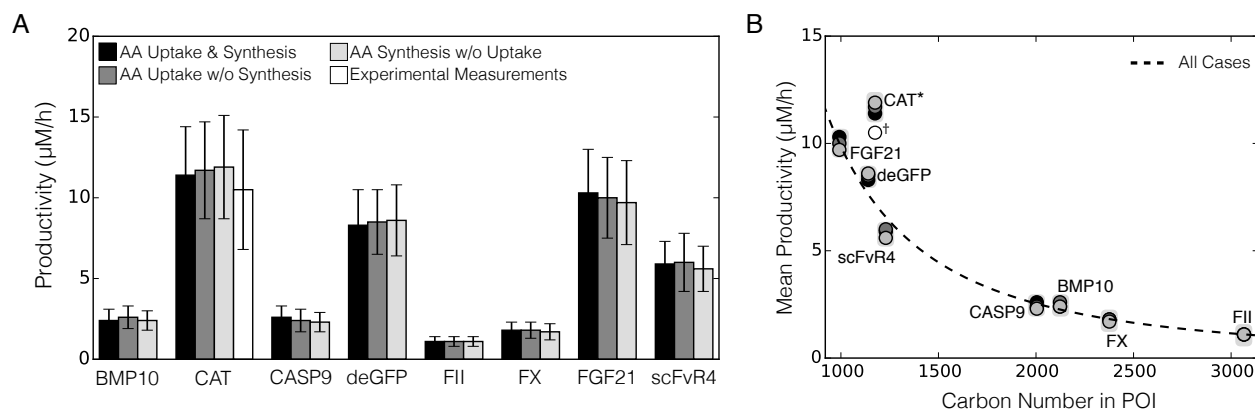 A
20
15
10
5
0
Productivity (μM/h)
AA Uptake & Synthesis
AA Uptake w/o Synthesis
AA Synthesis w/o Uptake
Experimental Measurements
BMP10 CAT CASP9 deGFP FII FX FGF21 scFvR4
B
15
10
5
0
Mean Productivity (μM/h)
All Cases
CAT*
†
FGF21
deGFP
scFvR4
BMP10
CASP9
FX
FII
1000 1500 2000 2500 3000
Carbon Number in POI